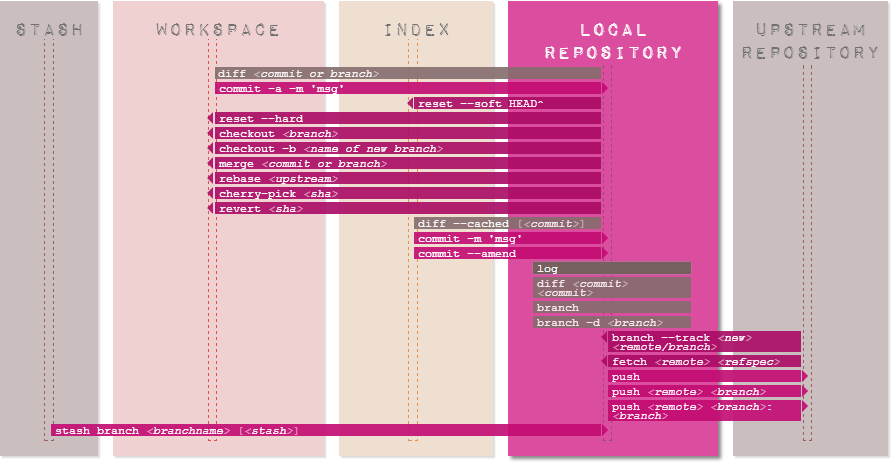 STASH
WORKSPACE
INDEX
LOCAL
REPOSITORY
UPSTREAM
REPOSITORY
diff <commit or branch>
commit -a -m 'msg'
reset --soft HEAD^
reset --hard
checkout <branch>
checkout -b <name of new branch>
merge <commit or branch>
rebase <upstream>
cherry-pick <sha>
revert <sha>
diff --cached [<commit>]
commit -m 'msg'
commit --amend
log
diff <commit>
<commit>
branch
branch -d <branch>
branch --track <new>
<remote/branch>
fetch <remote> <refspec>
push
push <remote> <branch>
push <remote> <branch>:
<branch>
stash branch <branchname> [<stash>]